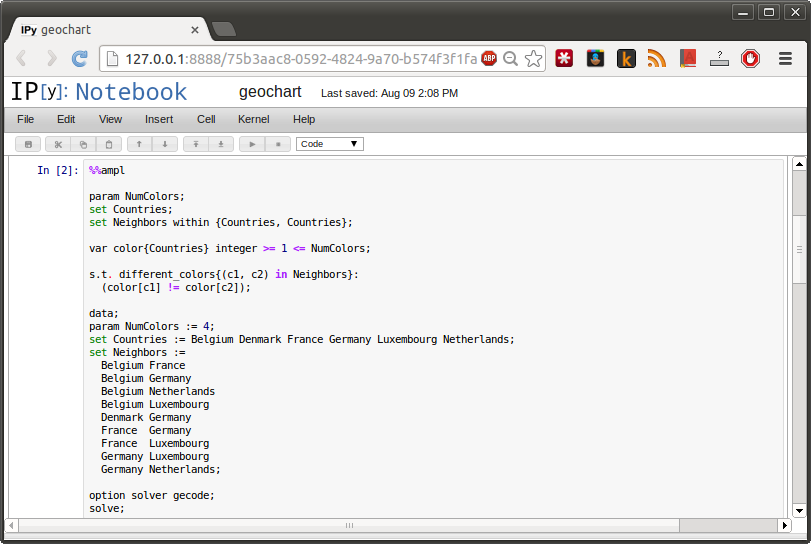 IPy geochart
127.0.0.1:8888/75b3aac8-0592-4824-9a70-b574f3f1fa
ABP
k
?
IP[y]: Notebook geochart Last saved: Aug 09 2:08 PM
File Edit View Insert Cell Kernel Help
Code
In [2]: %%ampl
param NumColors;
set Countries;
set Neighbors within {Countries, Countries};
var color{Countries} integer >= 1 <= NumColors;
s.t. different_colors{(c1, c2) in Neighbors}:
(color[c1] != color[c2]);
data;
param NumColors := 4;
set Countries := Belgium Denmark France Germany Luxembourg Netherlands;
set Neighbors :=
Belgium France
Belgium Germany
Belgium Netherlands
Belgium Luxembourg
Denmark Germany
France  Germany
France  Luxembourg
Germany Luxembourg
Germany Netherlands;
option solver gecode;
solve;